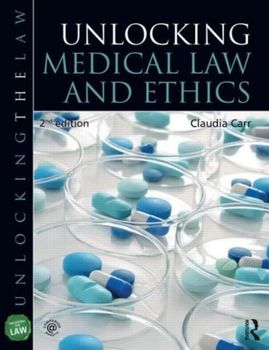 UNLOCKING
MEDICAL LAW
AND ETHICS
2nd edition
Claudia Carr
UNLOCKING THE LAW
LAW